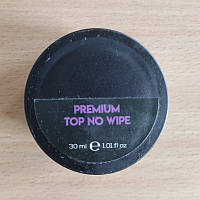 PREMIUM
TOP NO WIPE
30 ml ℮ 1.01 fl oz